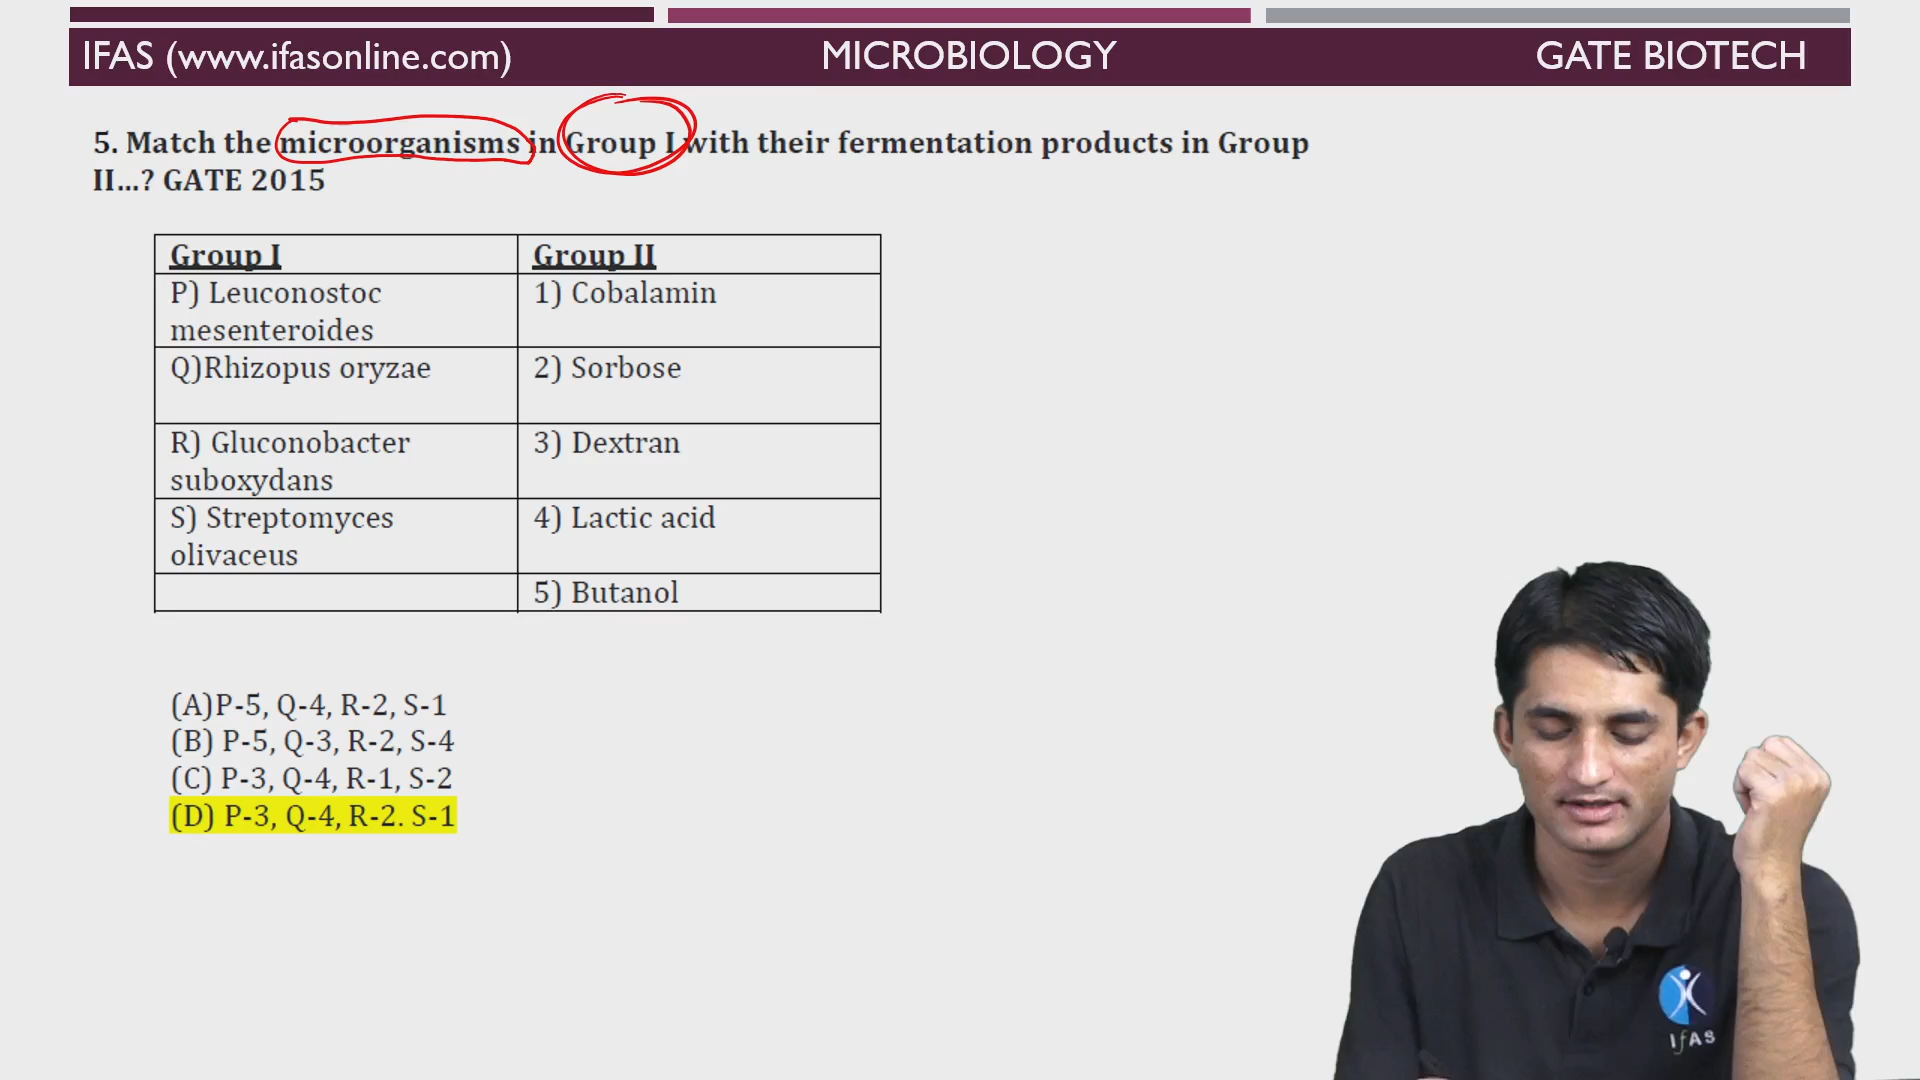 IFAS (www.ifasonline.com) MICROBIOLOGY GATE BIOTECH
5. Match the microorganisms in Group I with their fermentation products in Group
II...? GATE 2015
Group I Group II
P) Leuconostoc 1) Cobalamin
mesenteroides
Q)Rhizopus oryzae 2) Sorbose
R) Gluconobacter 3) Dextran
suboxydans
S) Streptomyces 4) Lactic acid
olivaceus
5) Butanol
(A)P-5, Q-4, R-2, S-1
(B) P-5, Q-3, R-2, S-4
(C) P-3, Q-4, R-1, S-2
(D) P-3, Q-4, R-2. S-1
IfAS